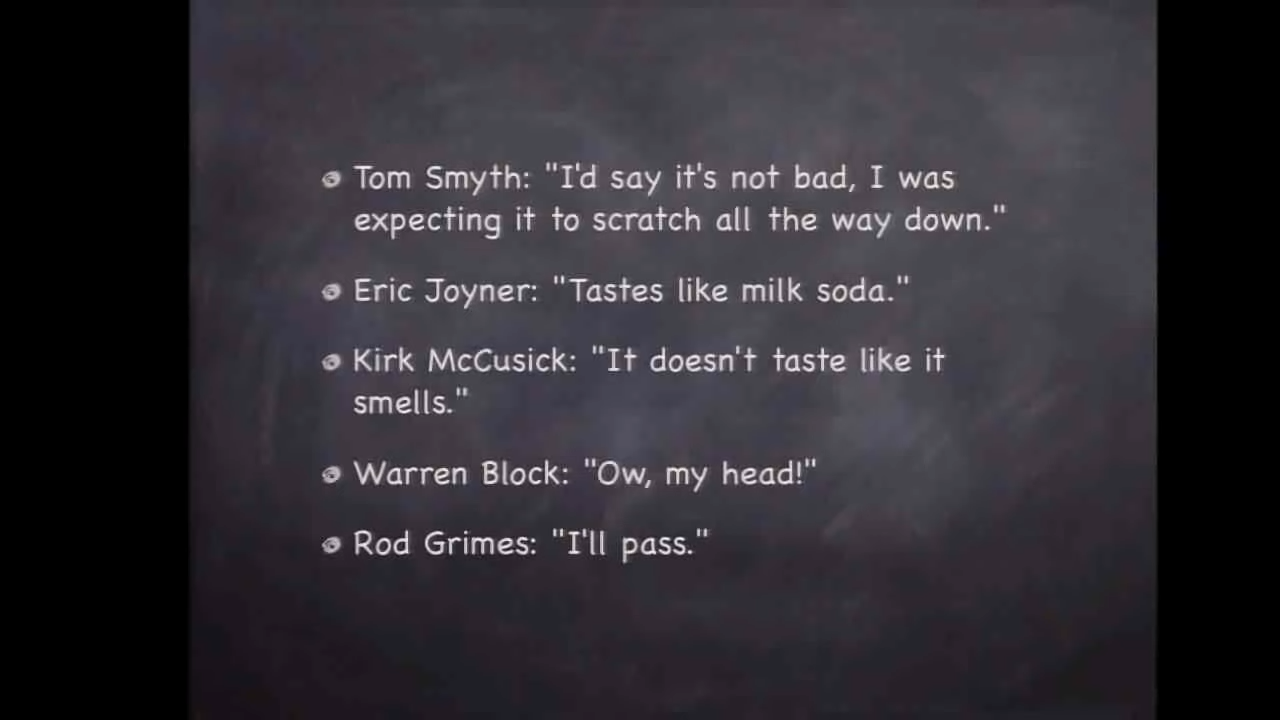 Tom Smyth: "I'd say it's not bad, I was
expecting it to scratch all the way down."
Eric Joyner: "Tastes like milk soda."
Kirk McCusick: "It doesn't taste like it
smells."
Warren Block: "Ow, my head!"
Rod Grimes: "I'll pass."